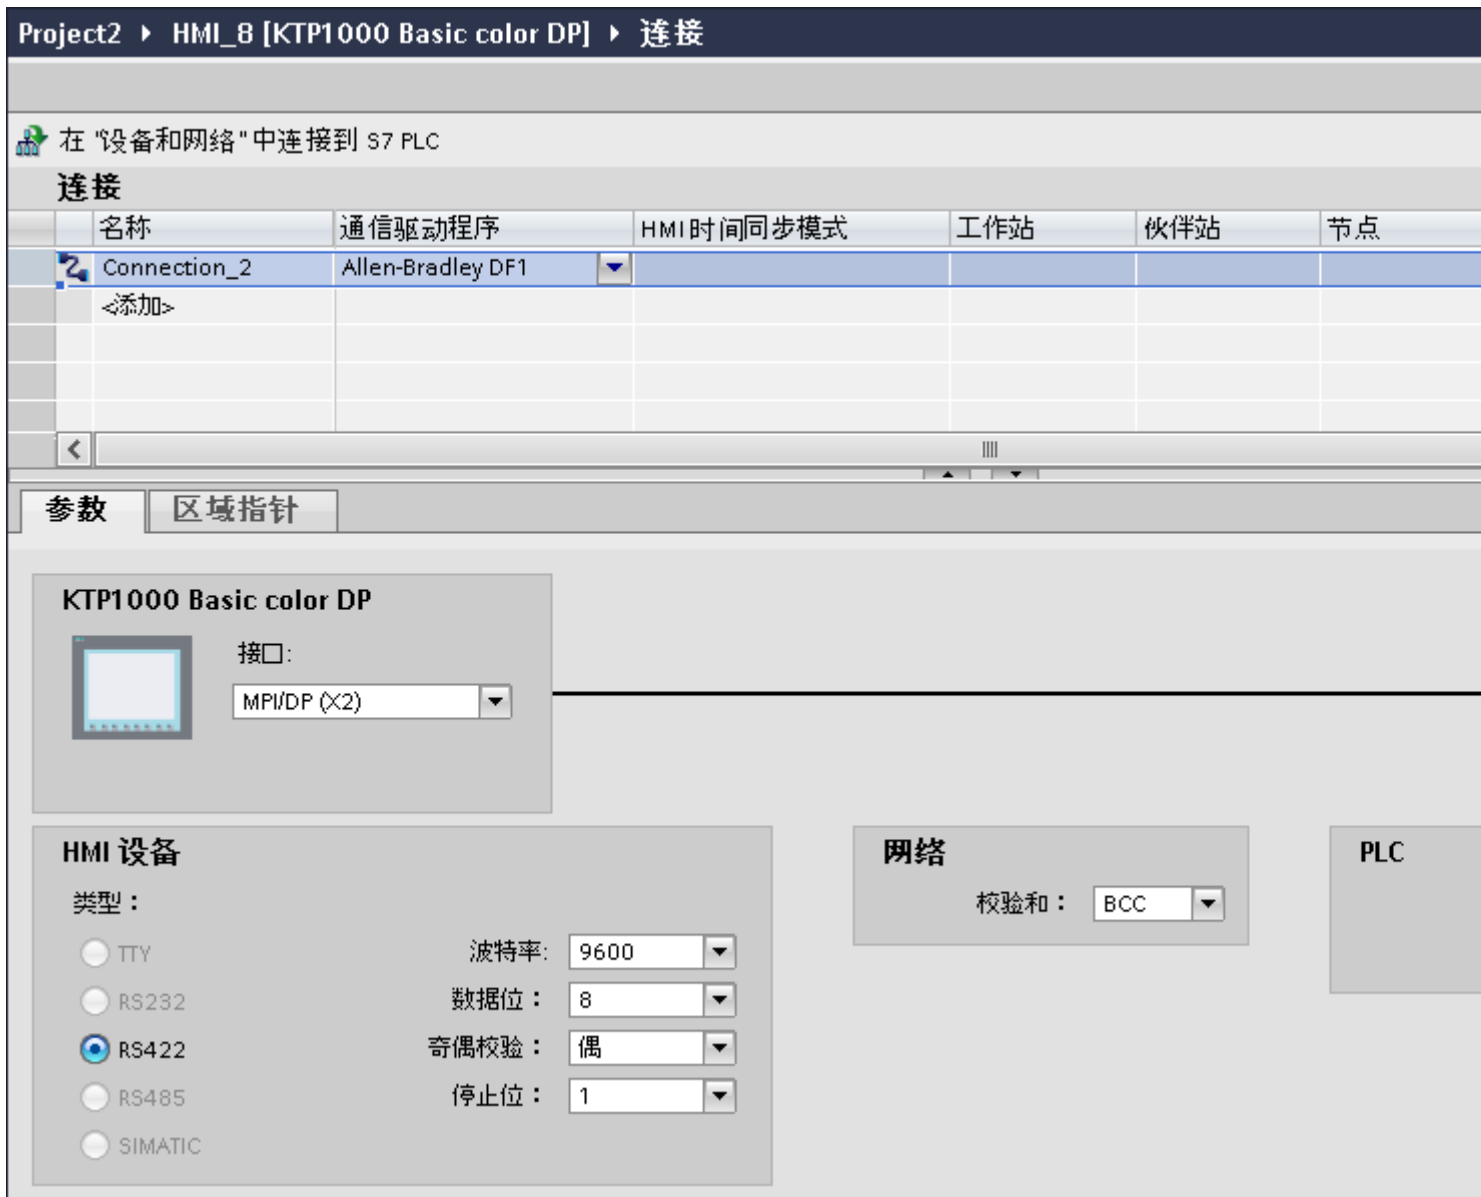 Project2 ▸ HMI_8 [KTP1000 Basic color DP] ▸ 连接
在 "设备和网络" 中连接到 S7 PLC
连接
名称 通信驱动程序 HMI时间同步模式 工作站 伙伴站 节点
Connection_2 Allen-Bradley DF1
<添加>
参数 区域指针
KTP1000 Basic color DP
接口:
MPI/DP (X2)
HMI 设备 网络 PLC
类型： 校验和： BCC
TTY 波特率: 9600
RS232 数据位： 8
RS422 奇偶校验： 偶
RS485 停止位： 1
SIMATIC